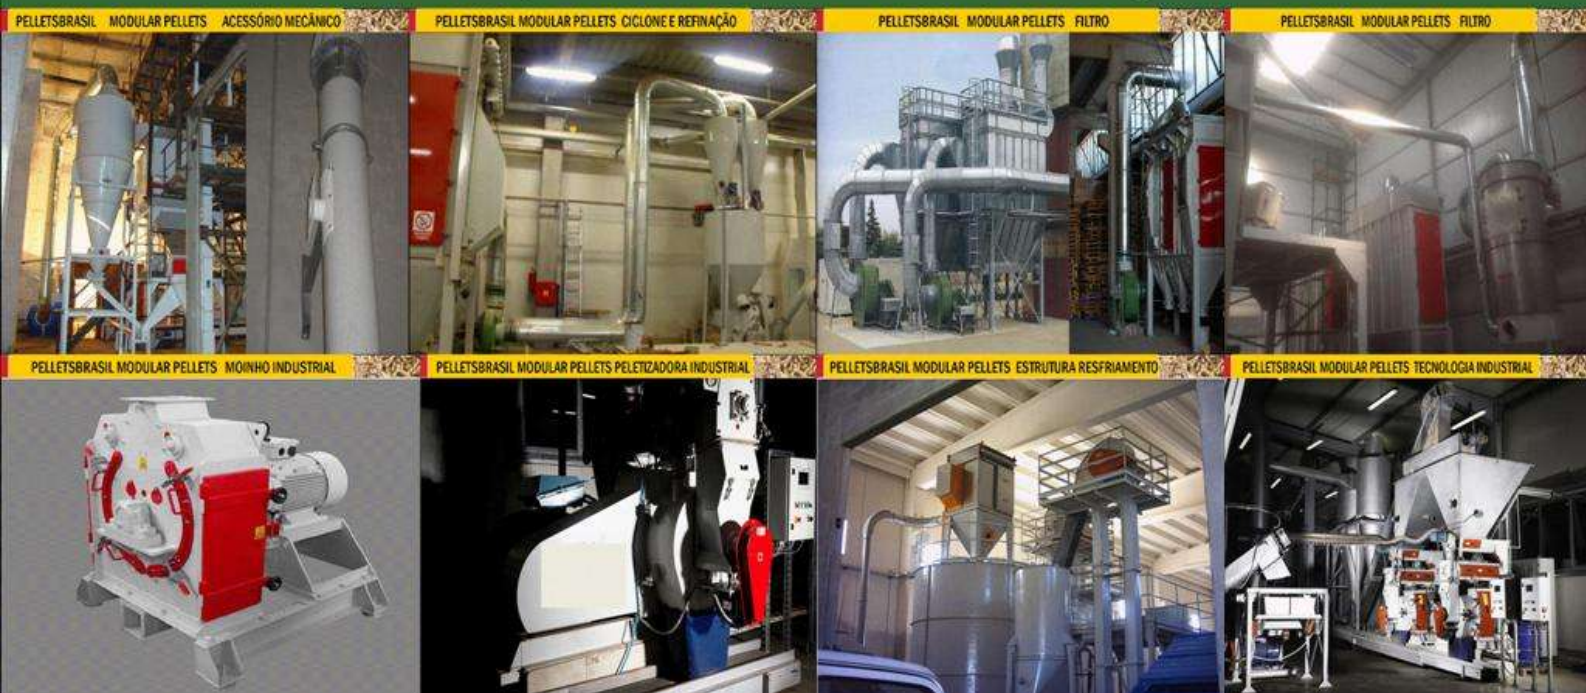 PELLETSBRASIL MODULAR PELLETS ACESSÓRIO MECÂNICO
PELLETSBRASIL MODULAR PELLETS CICLONE E REFINAÇÃO
PELLETSBRASIL MODULAR PELLETS FILTRO
PELLETSBRASIL MODULAR PELLETS FILTRO
PELLETSBRASIL MODULAR PELLETS MOINHO INDUSTRIAL
PELLETSBRASIL MODULAR PELLETS PELETIZADORA INDUSTRIAL
PELLETSBRASIL MODULAR PELLETS ESTRUTURA RESFRIAMENTO
PELLETSBRASIL MODULAR PELLETS TECNOLOGIA INDUSTRIAL